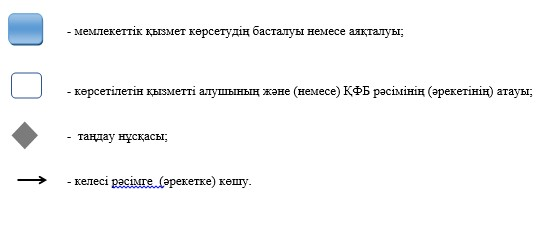 - мемлекеттік қызмет көрсетудің басталуы немесе аяқталуы;
- көрсетілетін қызметті алушының және (немесе) ҚФБ рәсімінің (әрекетінің) атауы;
- таңдау нұсқасы;
- келесі рәсімге (әрекетке) көшу.